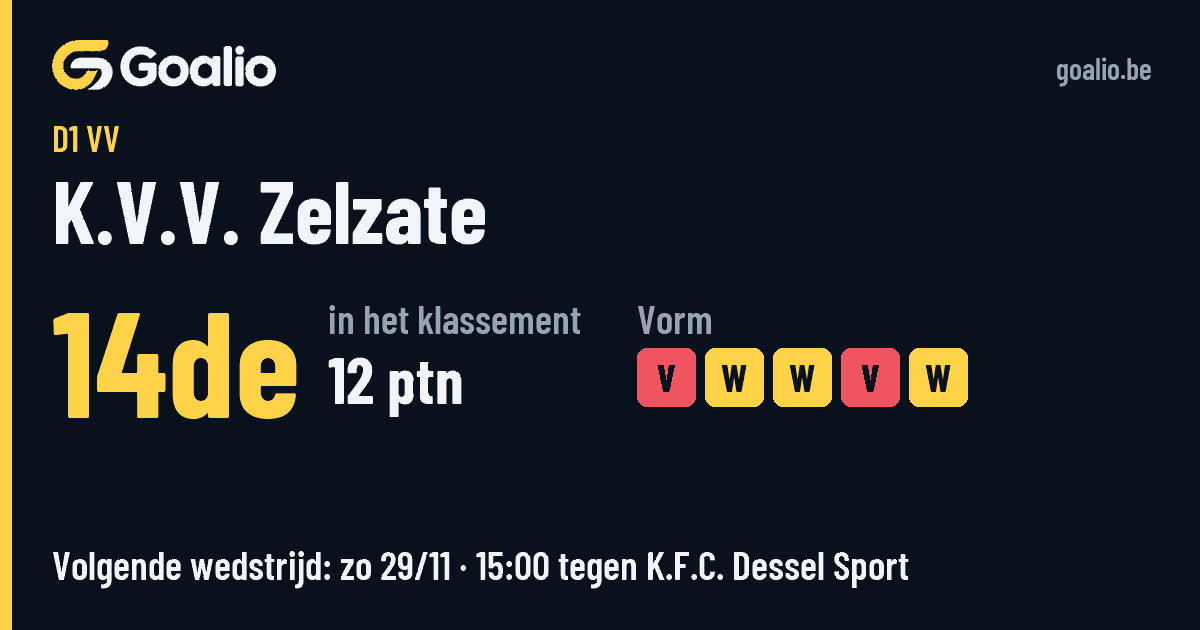 Goalio
goalio.be
D1 VV
K.V.V. Zelzate
14de
in het klassement
12 ptn
Vorm
V W W V W
Volgende wedstrijd: zo 29/11 · 15:00 tegen K.F.C. Dessel Sport